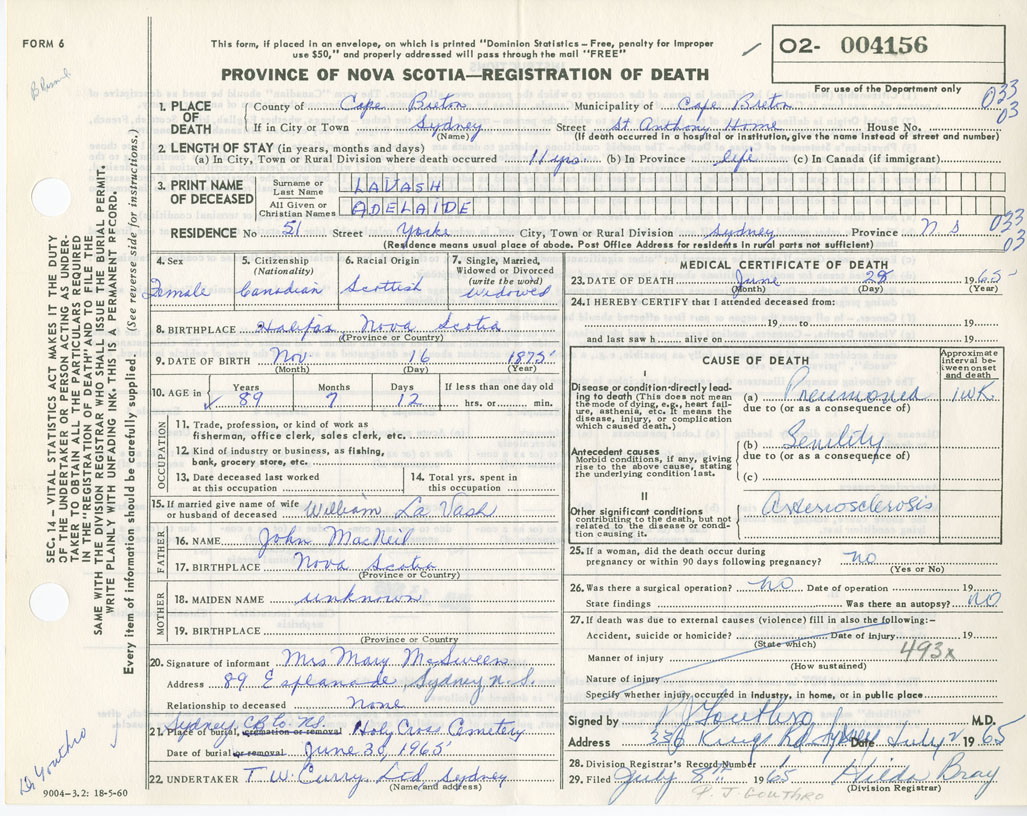 FORM 6
This form, if placed in an envelope, on which is printed "Dominion Statistics – Free, penalty for improper
use $50," and properly addressed will pass through the mail "FREE"
✓ O2- 004156
For use of the Department only
PROVINCE OF NOVA SCOTIA—REGISTRATION OF DEATH
033
03
1. PLACE OF DEATH
County of Cape Breton Municipality of Cape Breton
If in City or Town Sydney (Name) Street St Anthony Home House No.
(If death occurred in a hospital or institution, give the name instead of street and number)
2. LENGTH OF STAY (in years, months and days)
(a) In City, Town or Rural Division where death occurred 11 yrs. (b) In Province life (c) In Canada (if immigrant)
3. PRINT NAME OF DECEASED
Surname or Last Name LAVASH
All Given or Christian Names ADELAIDE
RESIDENCE No 51 Street Yorke City, Town or Rural Division Sydney Province N S
033
03
(Residence means usual place of abode. Post Office Address for residents in rural parts not sufficient)
4. Sex
Female
5. Citizenship (Nationality)
Canadian
6. Racial Origin
Scottish
7. Single, Married, Widowed or Divorced (write the word)
Widowed
8. BIRTHPLACE Halifax Nova Scotia
(Province or Country)
9. DATE OF BIRTH Nov. 16 1875
(Month) (Day) (Year)
10. AGE in Years Months Days If less than one day old
✓ 89 7 12 hrs. or min.
OCCUPATION
11. Trade, profession, or kind of work as
fisherman, office clerk, sales clerk, etc.
12. Kind of industry or business, as fishing,
bank, grocery store, etc.
13. Date deceased last worked
at this occupation
14. Total yrs. spent in
this occupation
15. If married give name of wife
or husband of deceased William La Vash
FATHER
16. NAME John MacNeil
17. BIRTHPLACE Nova Scotia
(Province or Country)
MOTHER
18. MAIDEN NAME unknown
19. BIRTHPLACE
(Province or Country)
20. Signature of informant Mrs Mary McSween
Address 89 Esplanade, Sydney N.S.
Relationship to deceased None
Sydney C.B. Co. N.S.
21. Place of burial, cremation or removal Holy Cross Cemetery
Date of burial or removal June 30, 1965
22. UNDERTAKER T. W. Curry Ltd Sydney
(Name and address)
9004-3.2: 18-5-60
MEDICAL CERTIFICATE OF DEATH
23. DATE OF DEATH June 28 1965
(Month) (Day) (Year)
24. I HEREBY CERTIFY that I attended deceased from:
19 to 19
and last saw h alive on 19
CAUSE OF DEATH
Approximate interval between onset and death
I
Disease or condition directly leading to death (This does not mean the mode of dying, e.g., heart failure, asthenia, etc. It means the disease, injury, or complication which caused death.)
(a) Pneumonia 1 WK
due to (or as a consequence of)
Antecedent causes
Morbid conditions, if any, giving rise to the above cause, stating the underlying condition last.
(b) Senility
due to (or as a consequence of)
(c)
II
Other significant conditions
contributing to the death, but not related to the disease or condition causing it.
Arteriosclerosis
25. If a woman, did the death occur during
pregnancy or within 90 days following pregnancy? no
(Yes or No)
26. Was there a surgical operation? no Date of operation 19
State findings Was there an autopsy? no
27. If death was due to external causes (violence) fill in also the following:–
Accident, suicide or homicide? Date of injury 19
(State which)
Manner of injury 493x
(How sustained)
Nature of injury
Specify whether injury occurred in industry, in home, or in public place
Signed by P J Gouthro M.D.
Address 336 Kings Rd Sydney Date July 2 1965
28. Division Registrar's Record Number
29. Filed July 8th 1965 Hilda Bray
(Division Registrar)
P. J. GOUTHRO
SEC. 14 – VITAL STATISTICS ACT MAKES IT THE DUTY
OF THE UNDERTAKER OR PERSON ACTING AS UNDER-
TAKER TO OBTAIN ALL THE PARTICULARS REQUIRED
IN THE "REGISTRATION OF DEATH" AND TO FILE THE
SAME WITH THE DIVISION REGISTRAR WHO SHALL ISSUE THE BURIAL PERMIT.
WRITE PLAINLY WITH UNFADING INK. THIS IS A PERMANENT RECORD.
Every item of information should be carefully supplied. (See reverse side for instructions.)
Dr Gouthro